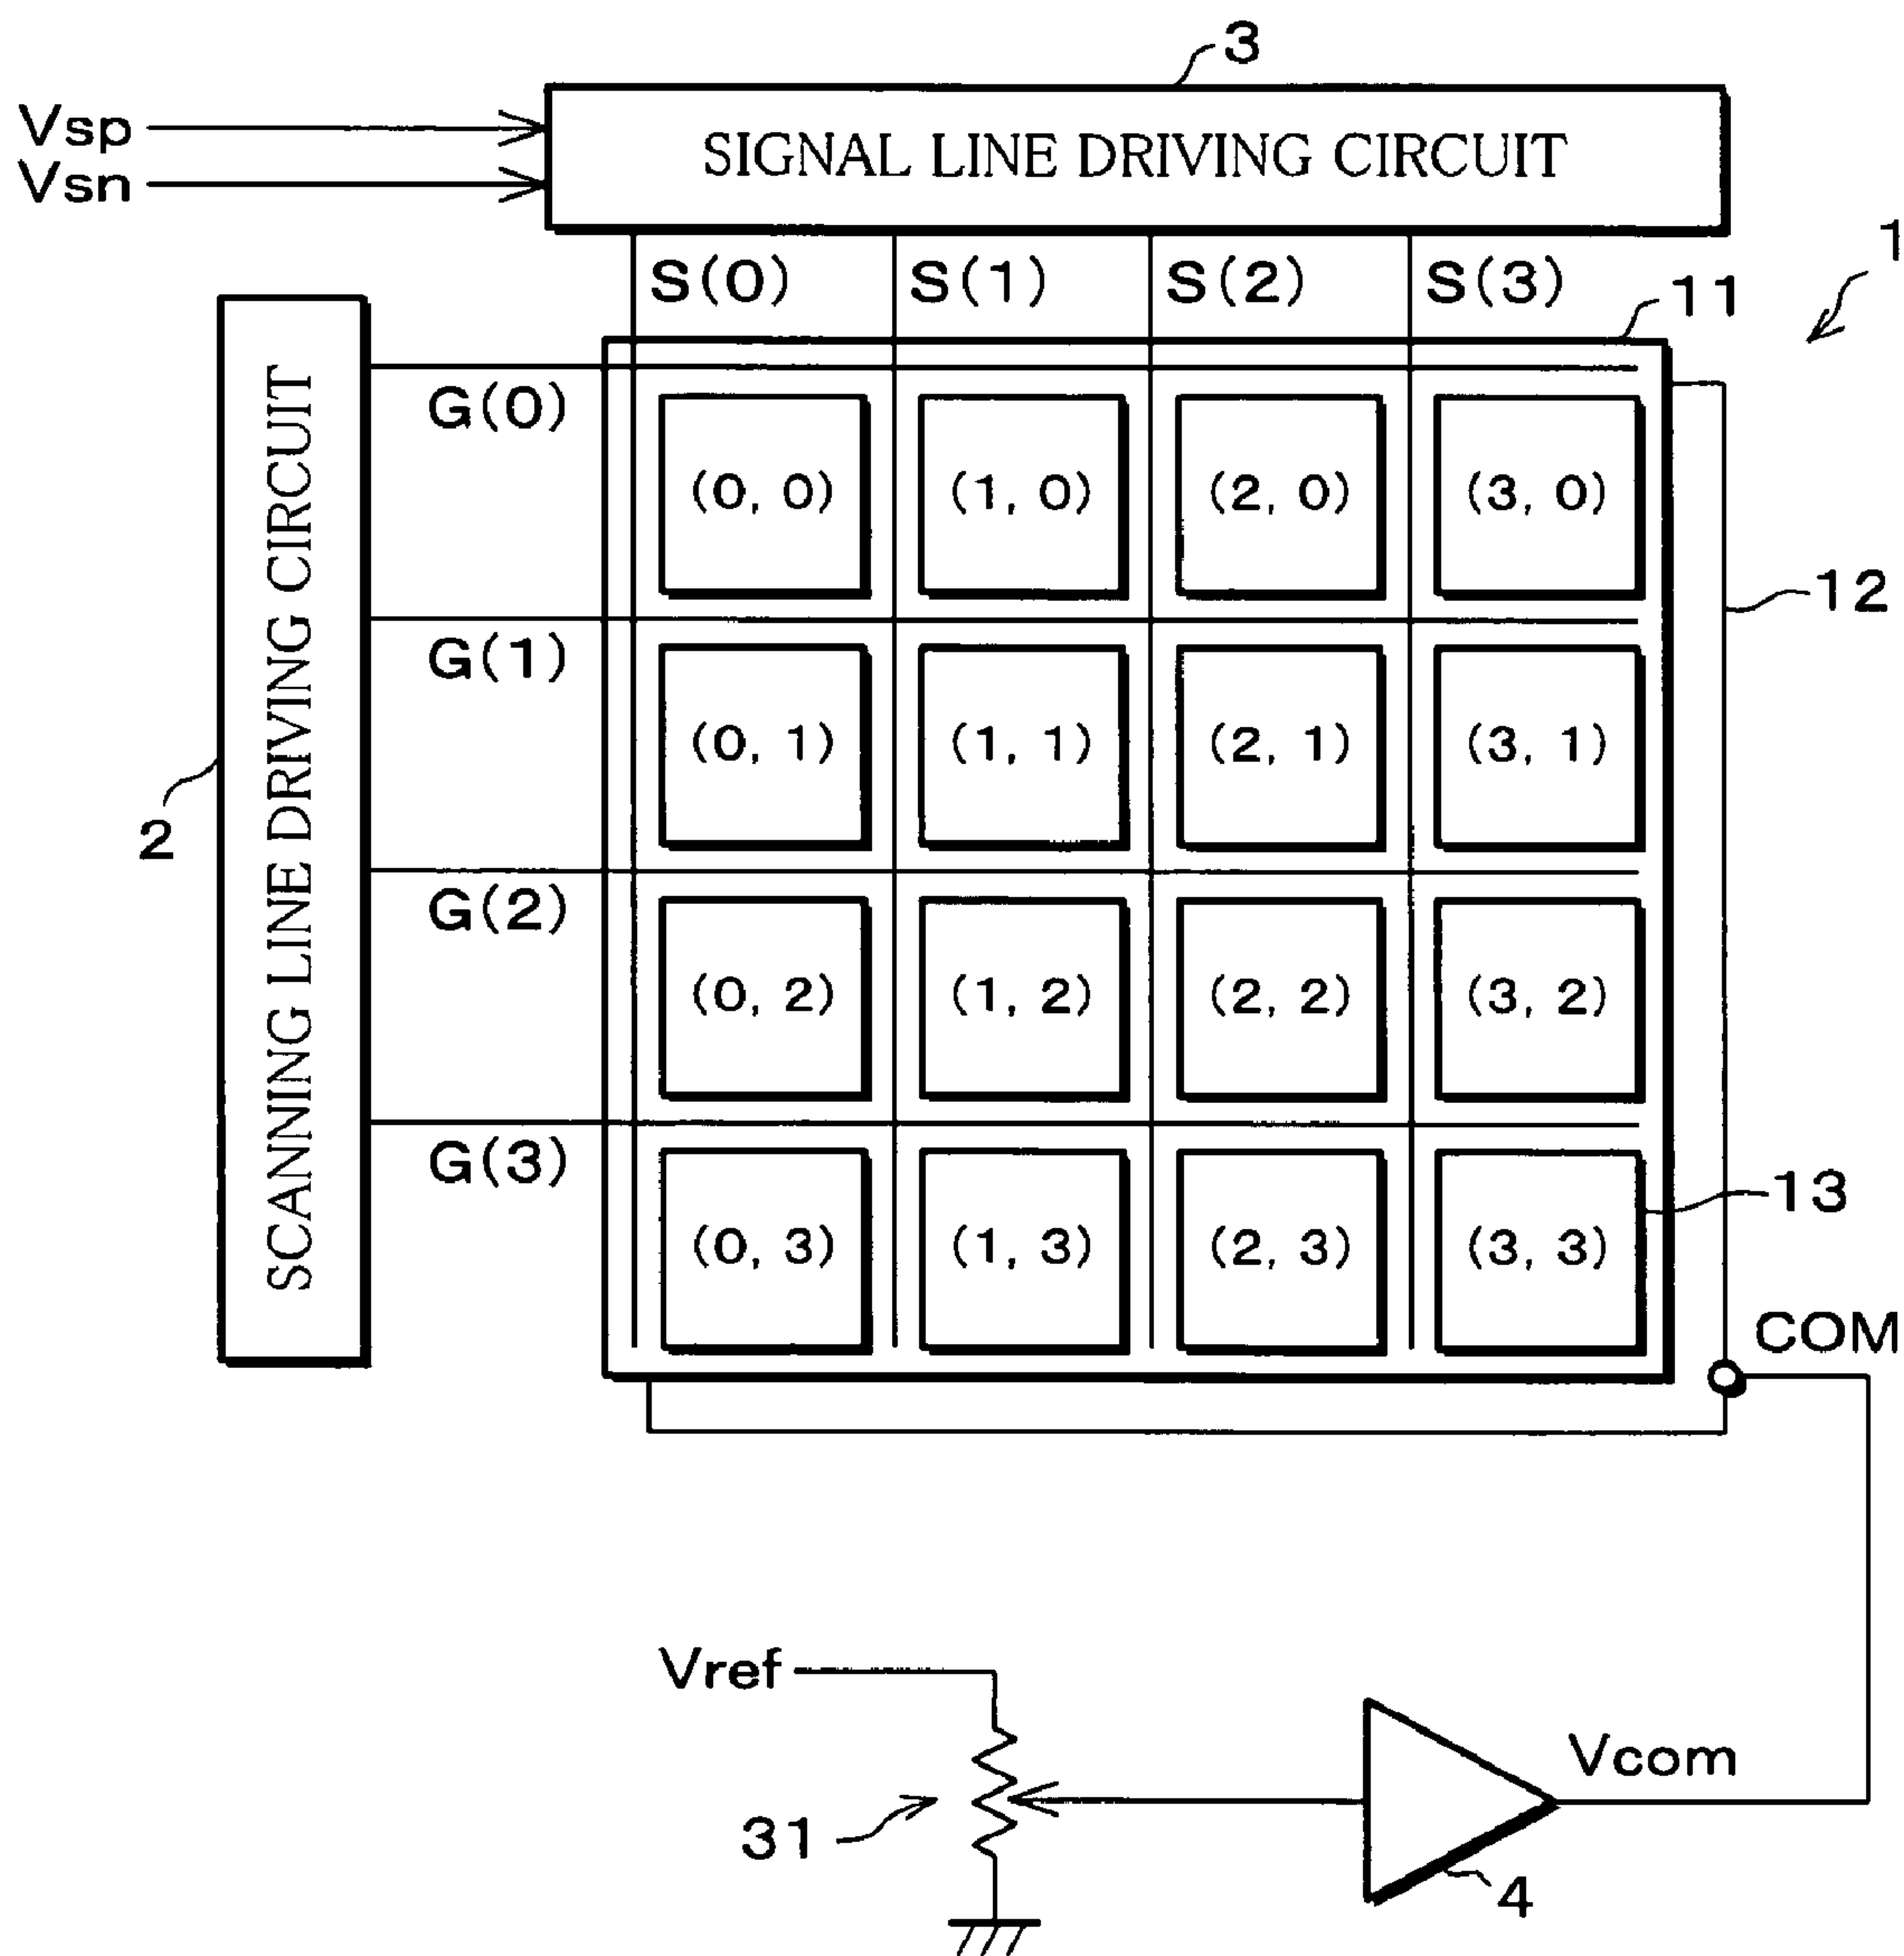 3
Vsp
Vsn
SIGNAL LINE DRIVING CIRCUIT
1
S(0) S(1) S(2) S(3)
11
SCANNING LINE DRIVING CIRCUIT
2
G(0)
(0, 0) (1, 0) (2, 0) (3, 0)
12
G(1)
(0, 1) (1, 1) (2, 1) (3, 1)
G(2)
(0, 2) (1, 2) (2, 2) (3, 2)
G(3)
13
(0, 3) (1, 3) (2, 3) (3, 3)
COM
Vref
Vcom
31
4